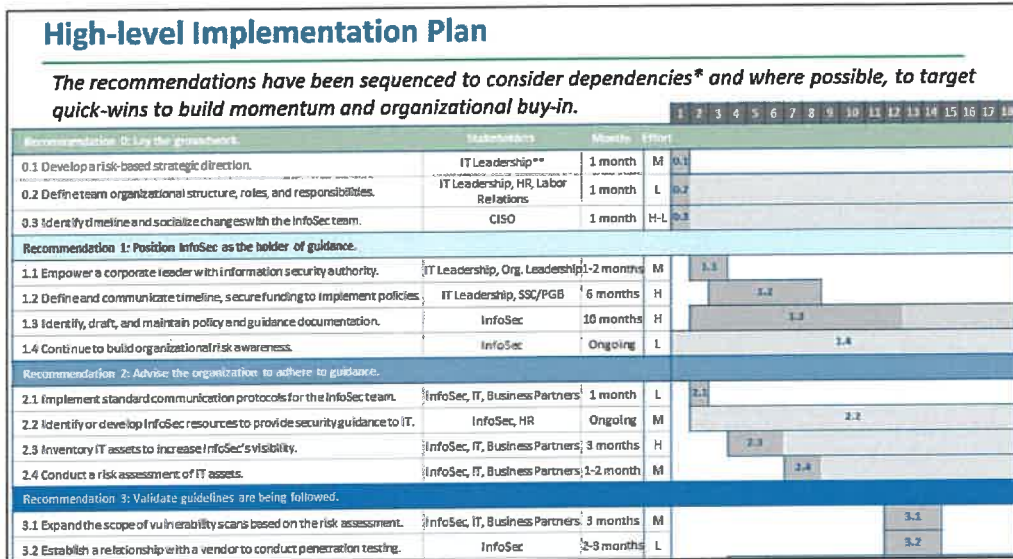 High-level Implementation Plan
The recommendations have been sequenced to consider dependencies* and where possible, to target
quick-wins to build momentum and organizational buy-in.
1 2 3 4 5 6 7 8 9 10 11 12 13 14 15 16 17 18
Recommendation 0: Lay the groundwork. Stakeholders Months Effort
0.1 Develop a risk-based strategic direction. IT Leadership** 1 month M 0.1
0.2 Define team organizational structure, roles, and responsibilities. IT Leadership, HR, Labor Relations 1 month L 0.2
0.3 Identify timeline and socialize changes with the InfoSec team. CISO 1 month H-L 0.3
Recommendation 1: Position InfoSec as the holder of guidance.
1.1 Empower a corporate leader with information security authority. IT Leadership, Org. Leadership 1-2 months M 1.1
1.2 Define and communicate timeline, secure funding to implement policies. IT Leadership, SSC/PGB 6 months H 1.2
1.3 Identify, draft, and maintain policy and guidance documentation. InfoSec 10 months H 1.3
1.4 Continue to build organizational risk awareness. InfoSec Ongoing L 1.4
Recommendation 2: Advise the organization to adhere to guidance.
2.1 Implement standard communication protocols for the InfoSec team. InfoSec, IT, Business Partners 1 month L 2.1
2.2 Identify or develop InfoSec resources to provide security guidance to IT. InfoSec, HR Ongoing M 2.2
2.3 Inventory IT assets to increase InfoSec's visibility. InfoSec, IT, Business Partners 3 months H 2.3
2.4 Conduct a risk assessment of IT assets. InfoSec, IT, Business Partners 1-2 month M 2.4
Recommendation 3: Validate guidelines are being followed.
3.1 Expand the scope of vulnerability scans based on the risk assessment. InfoSec, IT, Business Partners 3 months M 3.1
3.2 Establish a relationship with a vendor to conduct penetration testing. InfoSec 2-3 months L 3.2